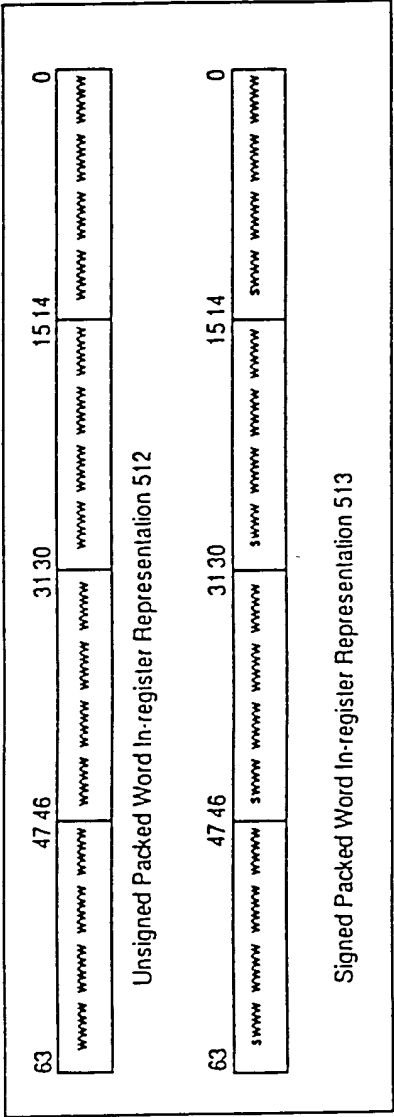 63 47 46 31 30 15 14 0
wwww wwww wwww wwww wwww wwww wwww wwww wwww wwww wwww wwww wwww wwww wwww wwww
Unsigned Packed Word In-register Representation 512
63 47 46 31 30 15 14 0
swww wwww wwww wwww swww wwww wwww wwww swww wwww wwww wwww swww wwww wwww wwww
Signed Packed Word In-register Representation 513